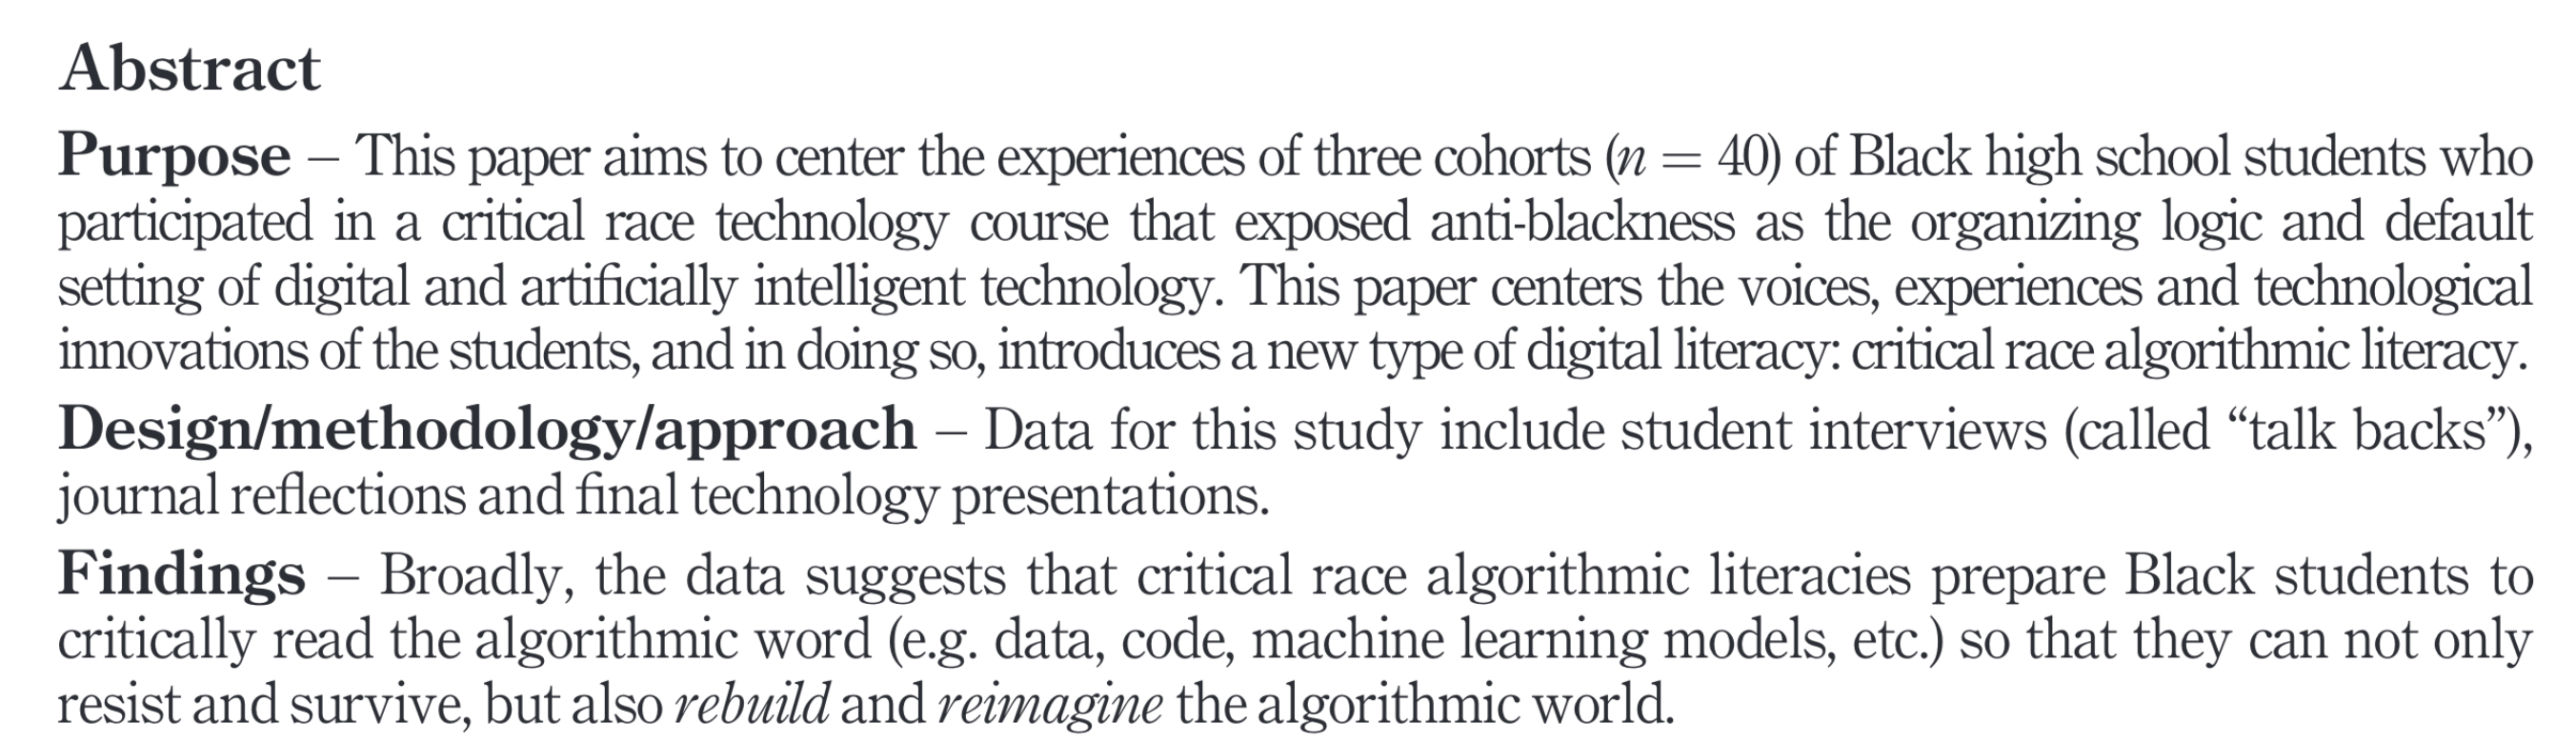 Abstract
Purpose – This paper aims to center the experiences of three cohorts (n = 40) of Black high school students who
participated in a critical race technology course that exposed anti-blackness as the organizing logic and default
setting of digital and artificially intelligent technology. This paper centers the voices, experiences and technological
innovations of the students, and in doing so, introduces a new type of digital literacy: critical race algorithmic literacy.
Design/methodology/approach – Data for this study include student interviews (called “talk backs”),
journal reflections and final technology presentations.
Findings – Broadly, the data suggests that critical race algorithmic literacies prepare Black students to
critically read the algorithmic word (e.g. data, code, machine learning models, etc.) so that they can not only
resist and survive, but also rebuild and reimagine the algorithmic world.